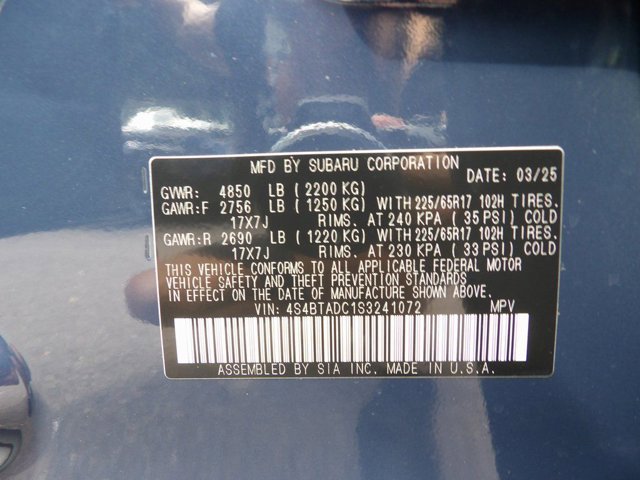 MFD BY SUBARU CORPORATION DATE: 03/25
GVWR: 4850 LB (2200 KG)
GAWR:F 2756 LB (1250 KG) WITH 225/65R17 102H TIRES.
17X7J RIMS. AT 240 KPA (35 PSI) COLD
GAWR:R 2690 LB (1220 KG) WITH 225/65R17 102H TIRES.
17X7J RIMS. AT 230 KPA (33 PSI) COLD
THIS VEHICLE CONFORMS TO ALL APPLICABLE FEDERAL MOTOR
VEHICLE SAFETY AND THEFT PREVENTION STANDARDS
IN EFFECT ON THE DATE OF MANUFACTURE SHOWN ABOVE.
VIN: 4S4BTADC1S3241072 MPV
ASSEMBLED BY SIA INC. MADE IN U.S.A.